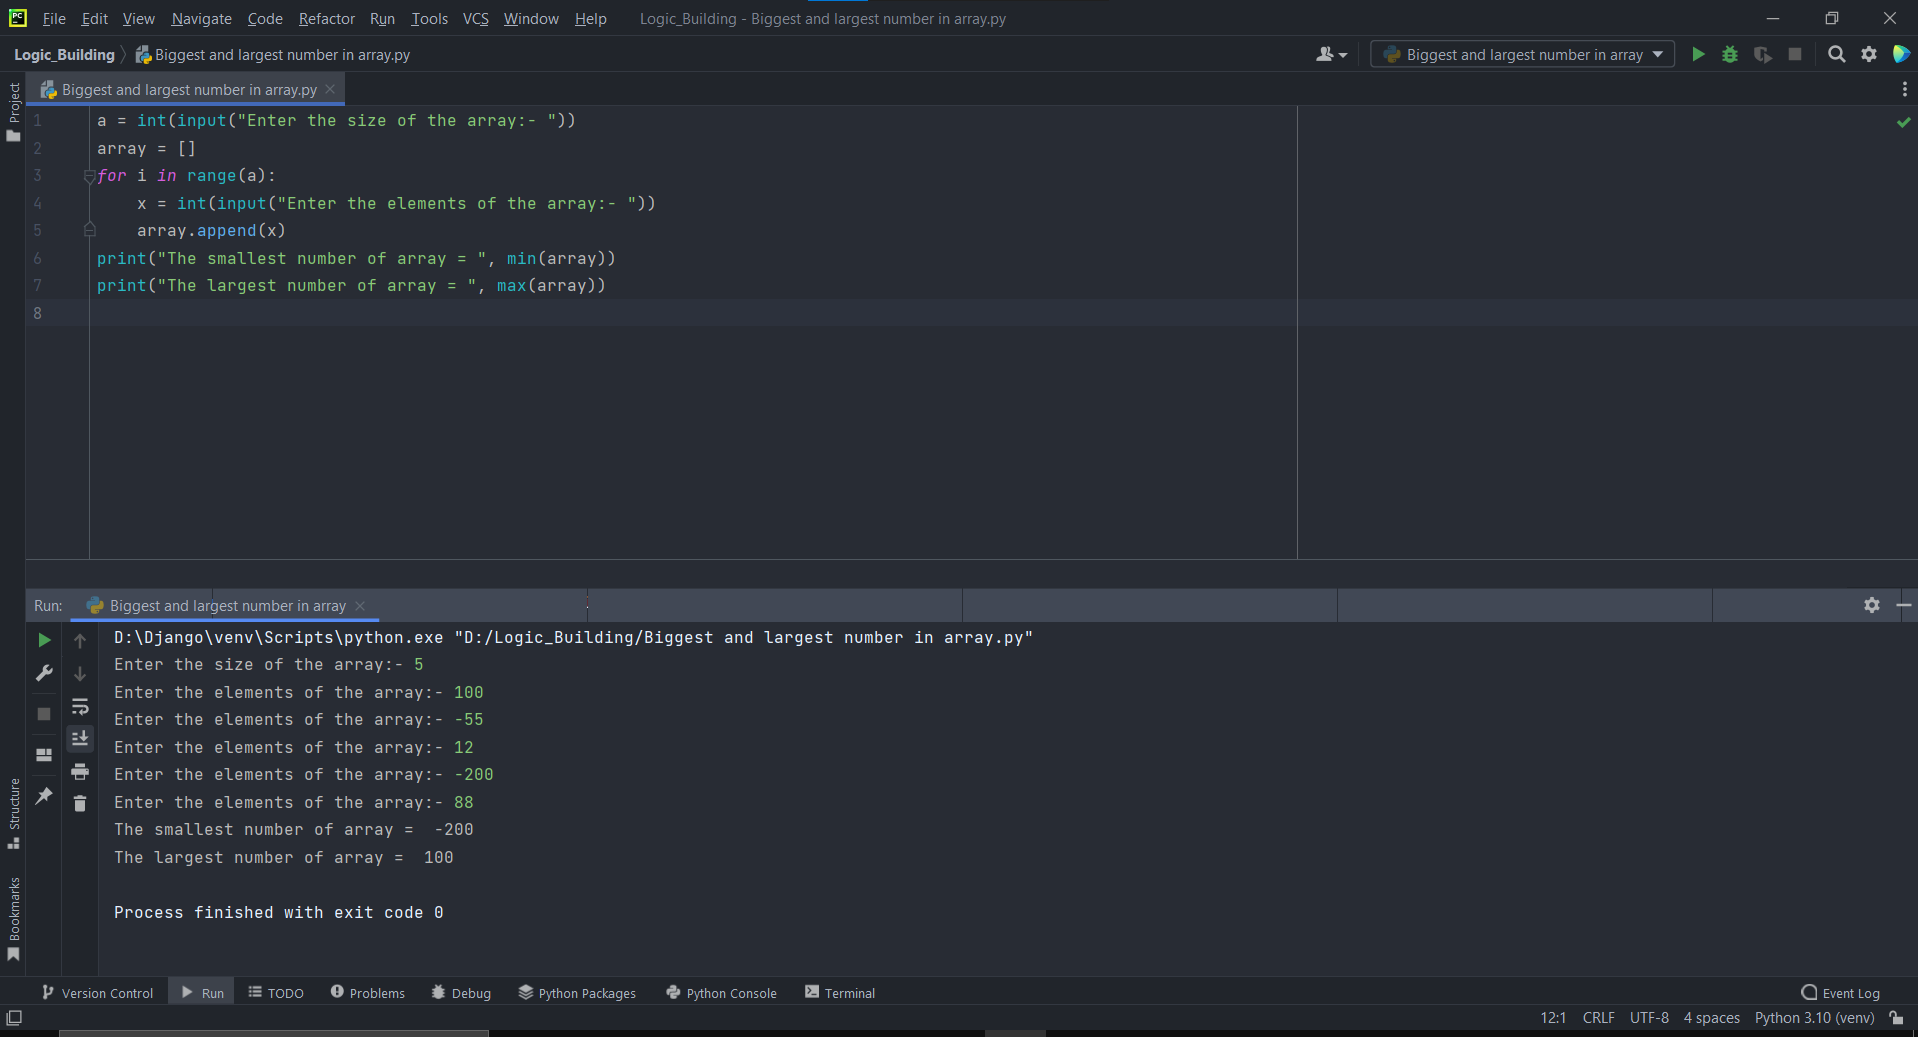 PC File Edit View Navigate Code Refactor Run Tools VCS Window Help Logic_Building - Biggest and largest number in array.py
Logic_Building Biggest and largest number in array.py Biggest and largest number in array
Project
Biggest and largest number in array.py
1 a = int(input("Enter the size of the array:- "))
2 array = []
3 for i in range(a):
4     x = int(input("Enter the elements of the array:- "))
5     array.append(x)
6 print("The smallest number of array = ", min(array))
7 print("The largest number of array = ", max(array))
8
Run: Biggest and largest number in array
D:\Django\venv\Scripts\python.exe "D:/Logic_Building/Biggest and largest number in array.py"
Enter the size of the array:- 5
Enter the elements of the array:- 100
Enter the elements of the array:- -55
Enter the elements of the array:- 12
Enter the elements of the array:- -200
Enter the elements of the array:- 88
The smallest number of array =  -200
The largest number of array =  100
Process finished with exit code 0
Structure
Bookmarks
Version Control Run TODO Problems Debug Python Packages Python Console Terminal Event Log
12:1 CRLF UTF-8 4 spaces Python 3.10 (venv)